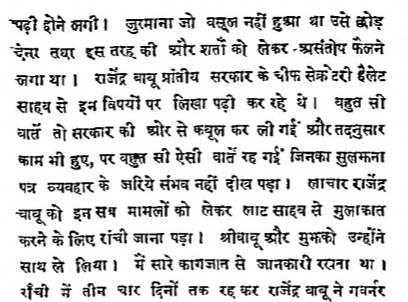 पढ़ी होने लगी। जुरमाना जो वसूल नहीं हुआ था उसे छोड़
देना तथा इस तरह की और शर्तों को लेकर असंतोष फैलने
लगा था। राजेंद्र बाबू प्रांतीय सरकार के चीफ सेक्रेटरी हैलेट
साहब से इन विषयों पर लिखा पढ़ी कर रहे थे। बहुत सी
बातें तो सरकार की ओर से कबूल कर ली गईं और तदनुसार
काम भी हुए, पर बहुत सी ऐसी बातें रह गईं जिनका सुलझना
पत्र व्यवहार के जरिये संभव नहीं दीख पड़ा। लाचार राजेंद्र
बाबू को इन सब मामलों को लेकर लाट साहब से मुलाकात
करने के लिए रांची जाना पड़ा। श्रीबाबू और मुझको उन्होंने
साथ ले लिया। मैं सारे कागजात से जानकारी रखता था।
राँची में तीन चार दिनों तक रह कर राजेंद्र बाबू ने गवर्नर